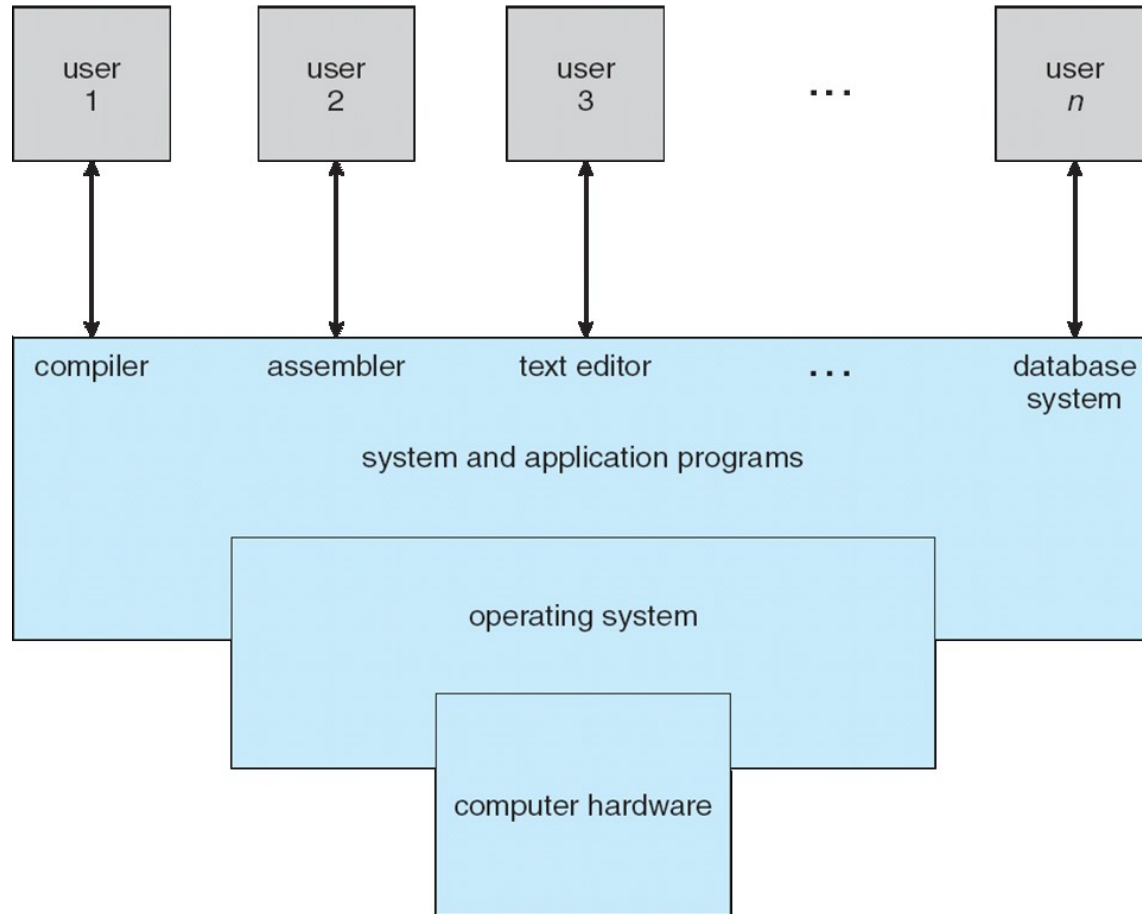 user
1
user
2
user
3
...
user
n
compiler
assembler
text editor
...
database
system
system and application programs
operating system
computer hardware